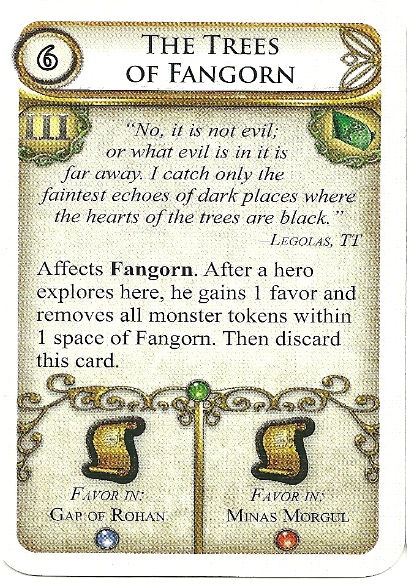 6
THE TREES
OF FANGORN
III
"No, it is not evil;
or what evil is in it is
far away. I catch only the
faintest echoes of dark places where
the hearts of the trees are black."
–LEGOLAS, TT
Affects Fangorn. After a hero
explores here, he gains 1 favor and
removes all monster tokens within
1 space of Fangorn. Then discard
this card.
FAVOR IN:
GAP OF ROHAN
FAVOR IN:
MINAS MORGUL